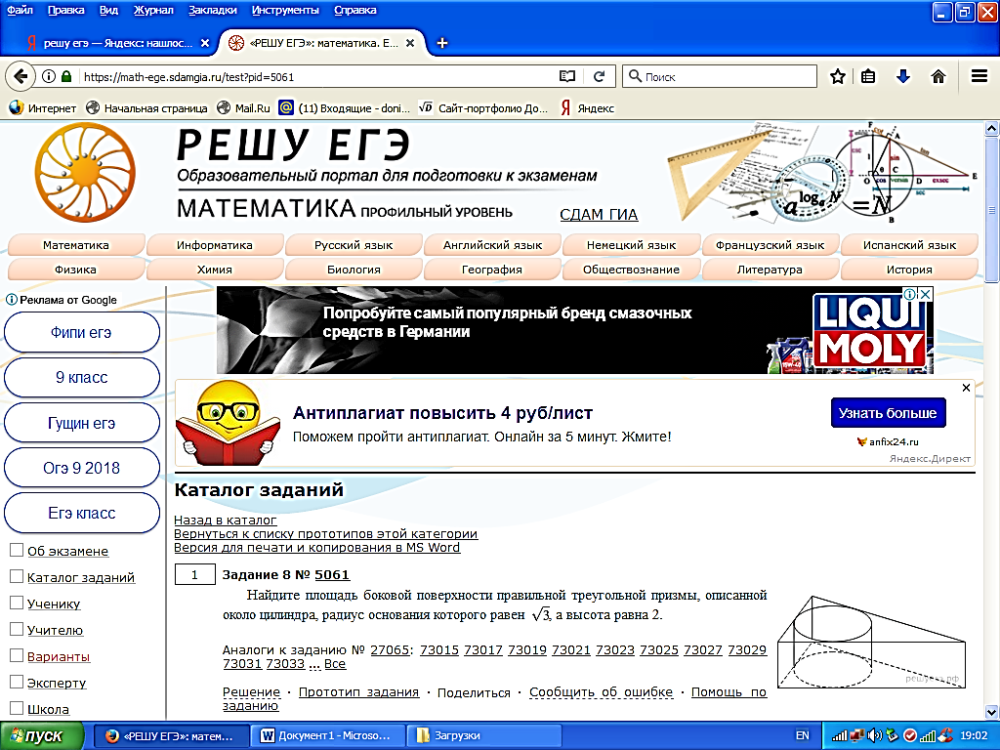 Файл Правка Вид Журнал Закладки Инструменты Справка
решу егэ — Яндекс: нашлос... «РЕШУ ЕГЭ»: математика. Е...
https://math-ege.sdamgia.ru/test?pid=5061 Поиск
Интернет Начальная страница Mail.Ru (11) Входящие - doni... Сайт-портфолио До... Яндекс
РЕШУ ЕГЭ
Образовательный портал для подготовки к экзаменам
МАТЕМАТИКА ПРОФИЛЬНЫЙ УРОВЕНЬ СДАМ ГИА
Математика Информатика Русский язык Английский язык Немецкий язык Французский язык Испанский язык
Физика Химия Биология География Обществознание Литература История
Реклама от Google
Фипи егэ
9 класс
Гущин егэ
Огэ 9 2018
Егэ класс
Об экзамене
Каталог заданий
Ученику
Учителю
Варианты
Эксперту
Школа
Попробуйте самый популярный бренд смазочных
средств в Германии
LIQUI
MOLY
Антиплагиат повысить 4 руб/лист
Поможем пройти антиплагиат. Онлайн за 5 минут. Жмите!
Узнать больше
anfix24.ru
Яндекс.Директ
Каталог заданий
Назад в каталог
Вернуться к списку прототипов этой категории
Версия для печати и копирования в MS Word
1 Задание 8 № 5061
Найдите площадь боковой поверхности правильной треугольной призмы, описанной
около цилиндра, радиус основания которого равен √3, а высота равна 2.
Аналоги к заданию № 27065: 73015 73017 73019 73021 73023 73025 73027 73029
73031 73033 ... Все
Решение · Прототип задания · Поделиться · Сообщить об ошибке · Помощь по
заданию
пуск «РЕШУ ЕГЭ»: матем... Документ1 - Microso... Загрузки EN 19:02